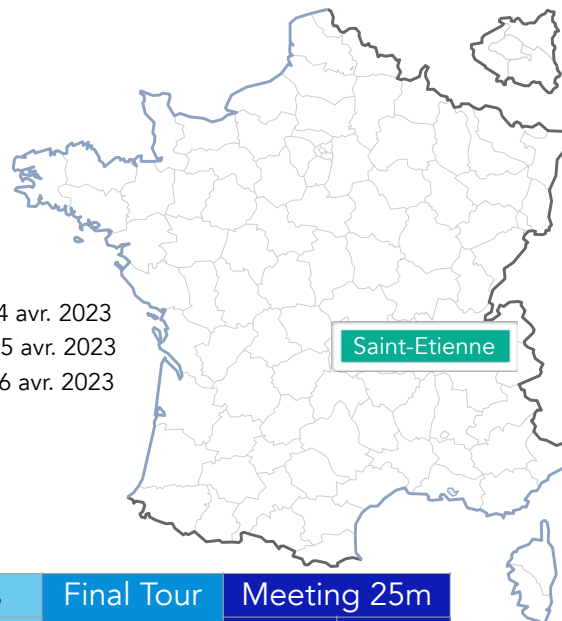 4 avr. 2023
Saint-Etienne
5 avr. 2023
6 avr. 2023
Final Tour Meeting 25m